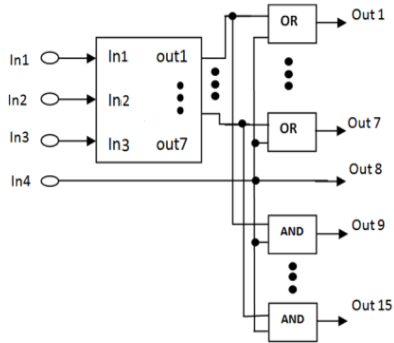 OR
Out 1
In1
In1
out1
In2
In2
OR
Out 7
In3
In3
out7
In4
Out 8
AND
Out 9
AND
Out 15